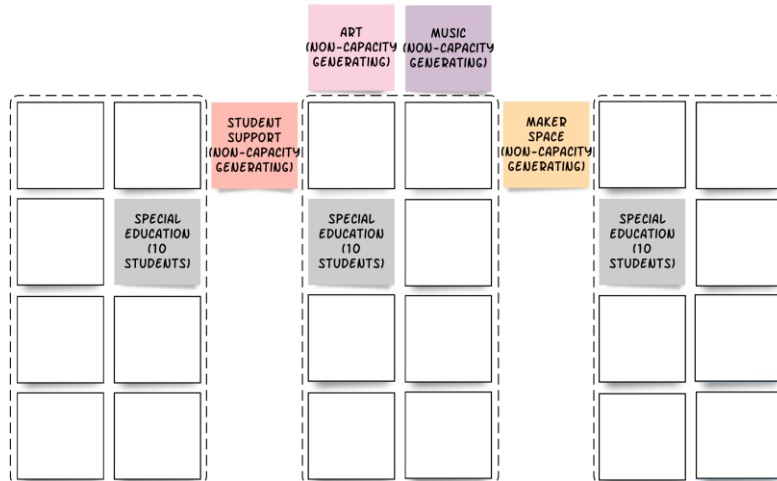 ART
(NON-CAPACITY
GENERATING)
MUSIC
(NON-CAPACITY
GENERATING)
STUDENT
SUPPORT
(NON-CAPACITY
GENERATING)
MAKER
SPACE
(NON-CAPACITY
GENERATING)
SPECIAL
EDUCATION
(10
STUDENTS)
SPECIAL
EDUCATION
(10
STUDENTS)
SPECIAL
EDUCATION
(10
STUDENTS)